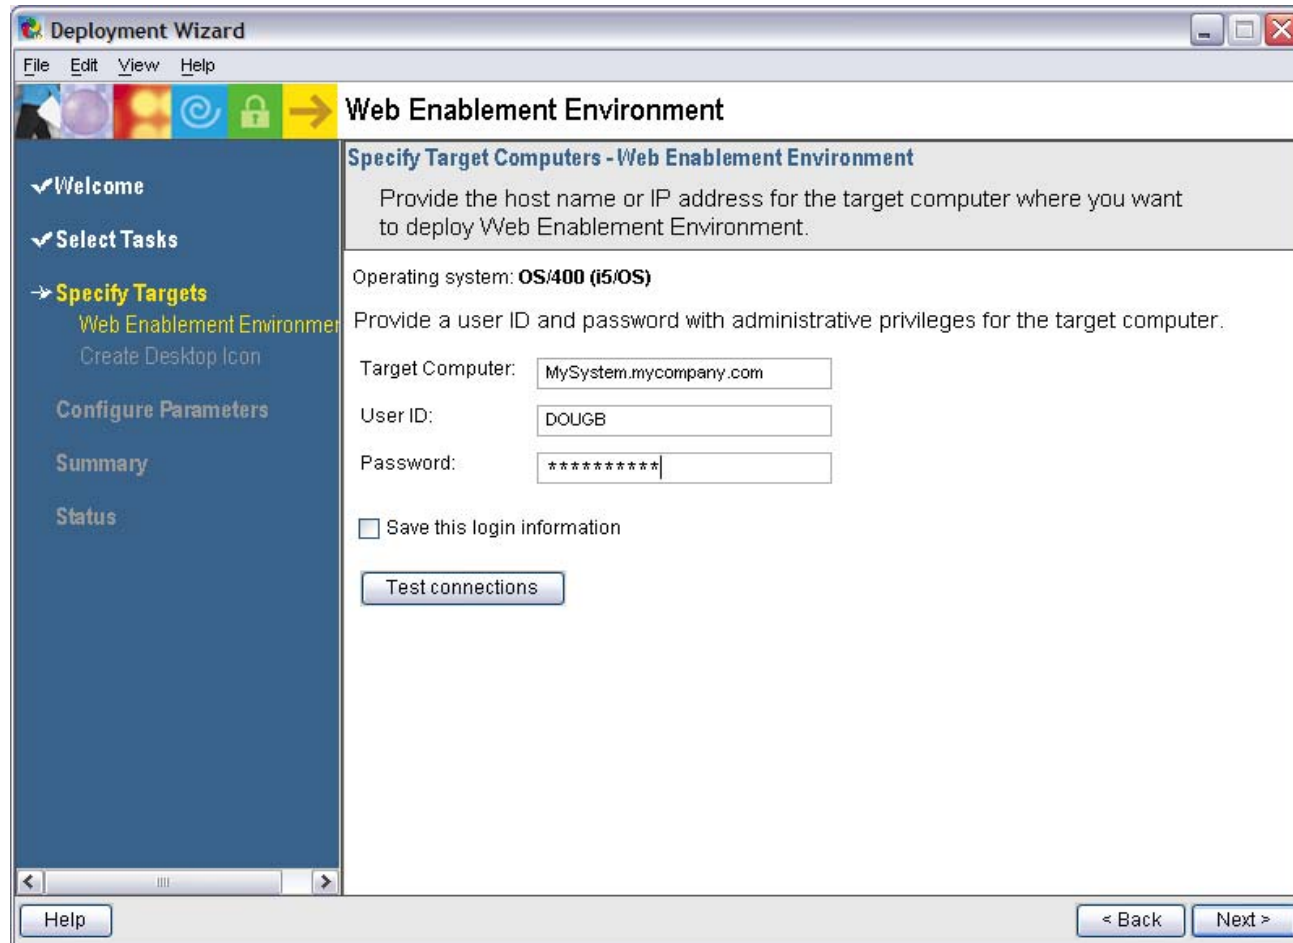 Deployment Wizard
File Edit View Help
Web Enablement Environment
Welcome
Select Tasks
Specify Targets
Web Enablement Environmen
Create Desktop Icon
Configure Parameters
Summary
Status
Specify Target Computers - Web Enablement Environment
Provide the host name or IP address for the target computer where you want
to deploy Web Enablement Environment.
Operating system: OS/400 (i5/OS)
Provide a user ID and password with administrative privileges for the target computer.
Target Computer: MySystem.mycompany.com
User ID: DOUGB
Password: **********
Save this login information
Test connections
Help
< Back
Next >